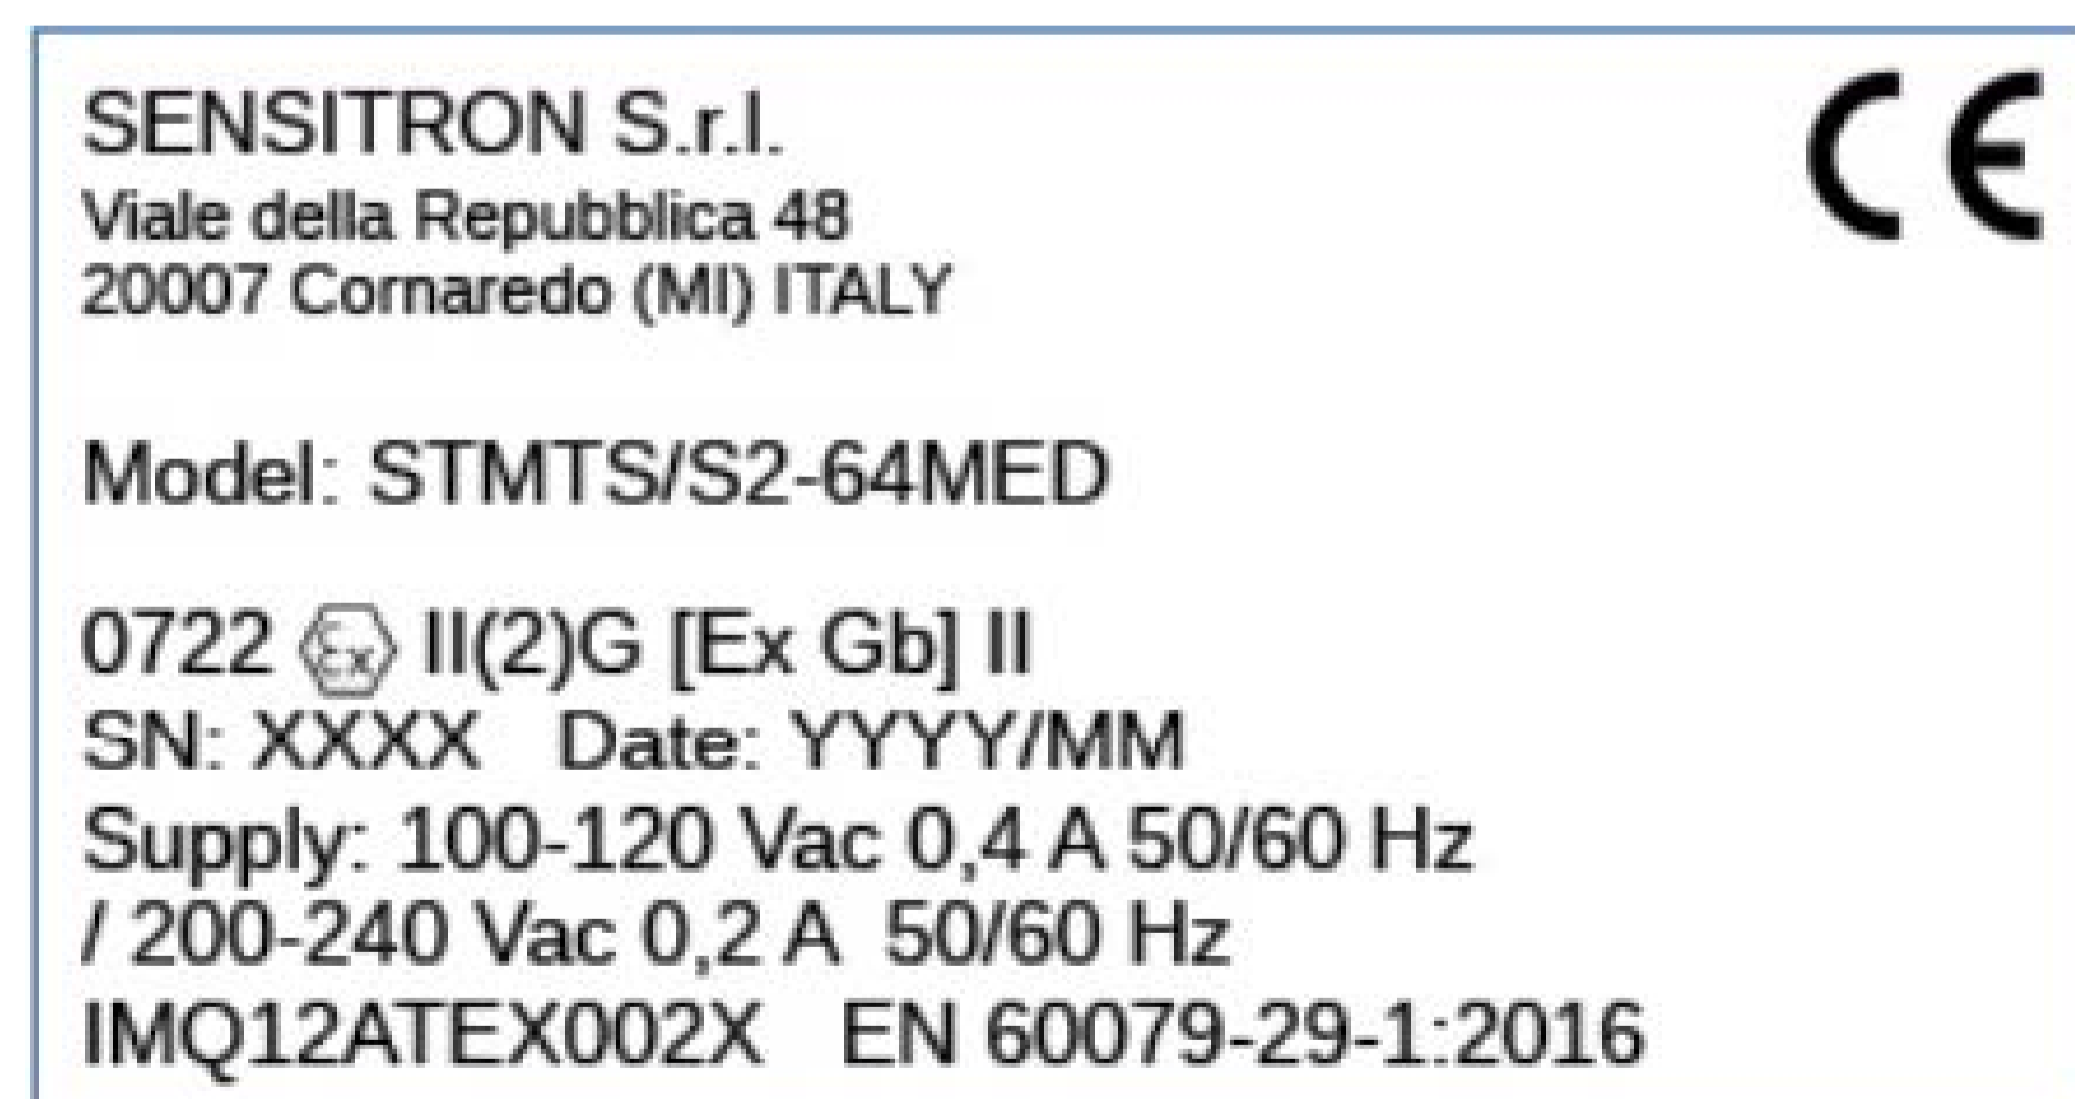 SENSITRON S.r.l.
CE
Viale della Repubblica 48
20007 Cornaredo (MI) ITALY
Model: STMTS/S2-64MED
0722 Ex II(2)G [Ex Gb] II
SN: XXXX Date: YYYY/MM
Supply: 100-120 Vac 0,4 A 50/60 Hz
/ 200-240 Vac 0,2 A 50/60 Hz
IMQ12ATEX002X EN 60079-29-1:2016